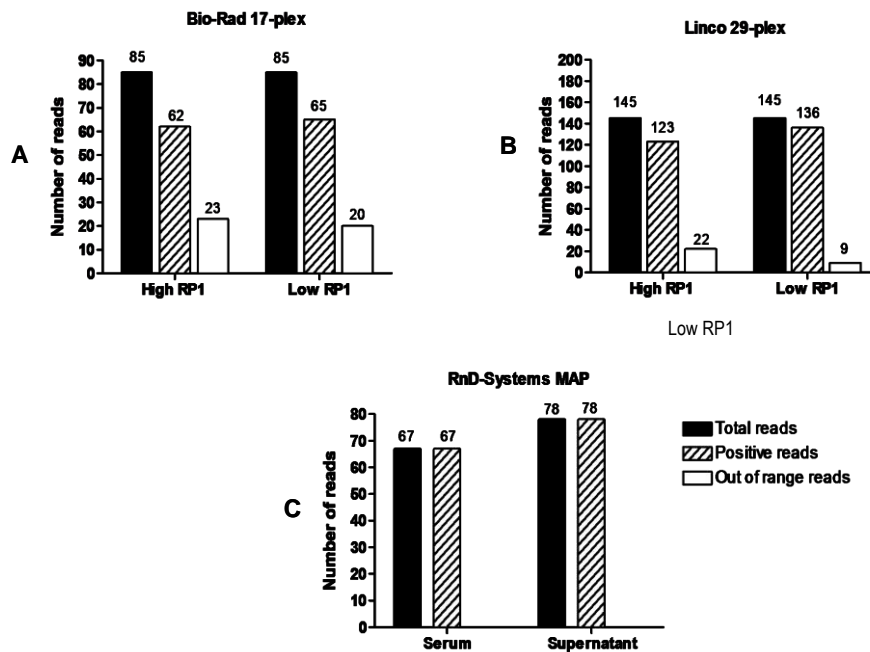 Bio-Rad 17-plex
A
Number of reads
90
80
70
60
50
40
30
20
10
0
85
62
23
85
65
20
High RP1
Low RP1
Linco 29-plex
B
Number of reads
200
180
160
140
120
100
80
60
40
20
0
145
123
22
145
136
9
High RP1
Low RP1
Low RP1
RnD-Systems MAP
C
Number of reads
80
70
60
50
40
30
20
10
0
67
67
78
78
Serum
Supernatant
Total reads
Positive reads
Out of range reads